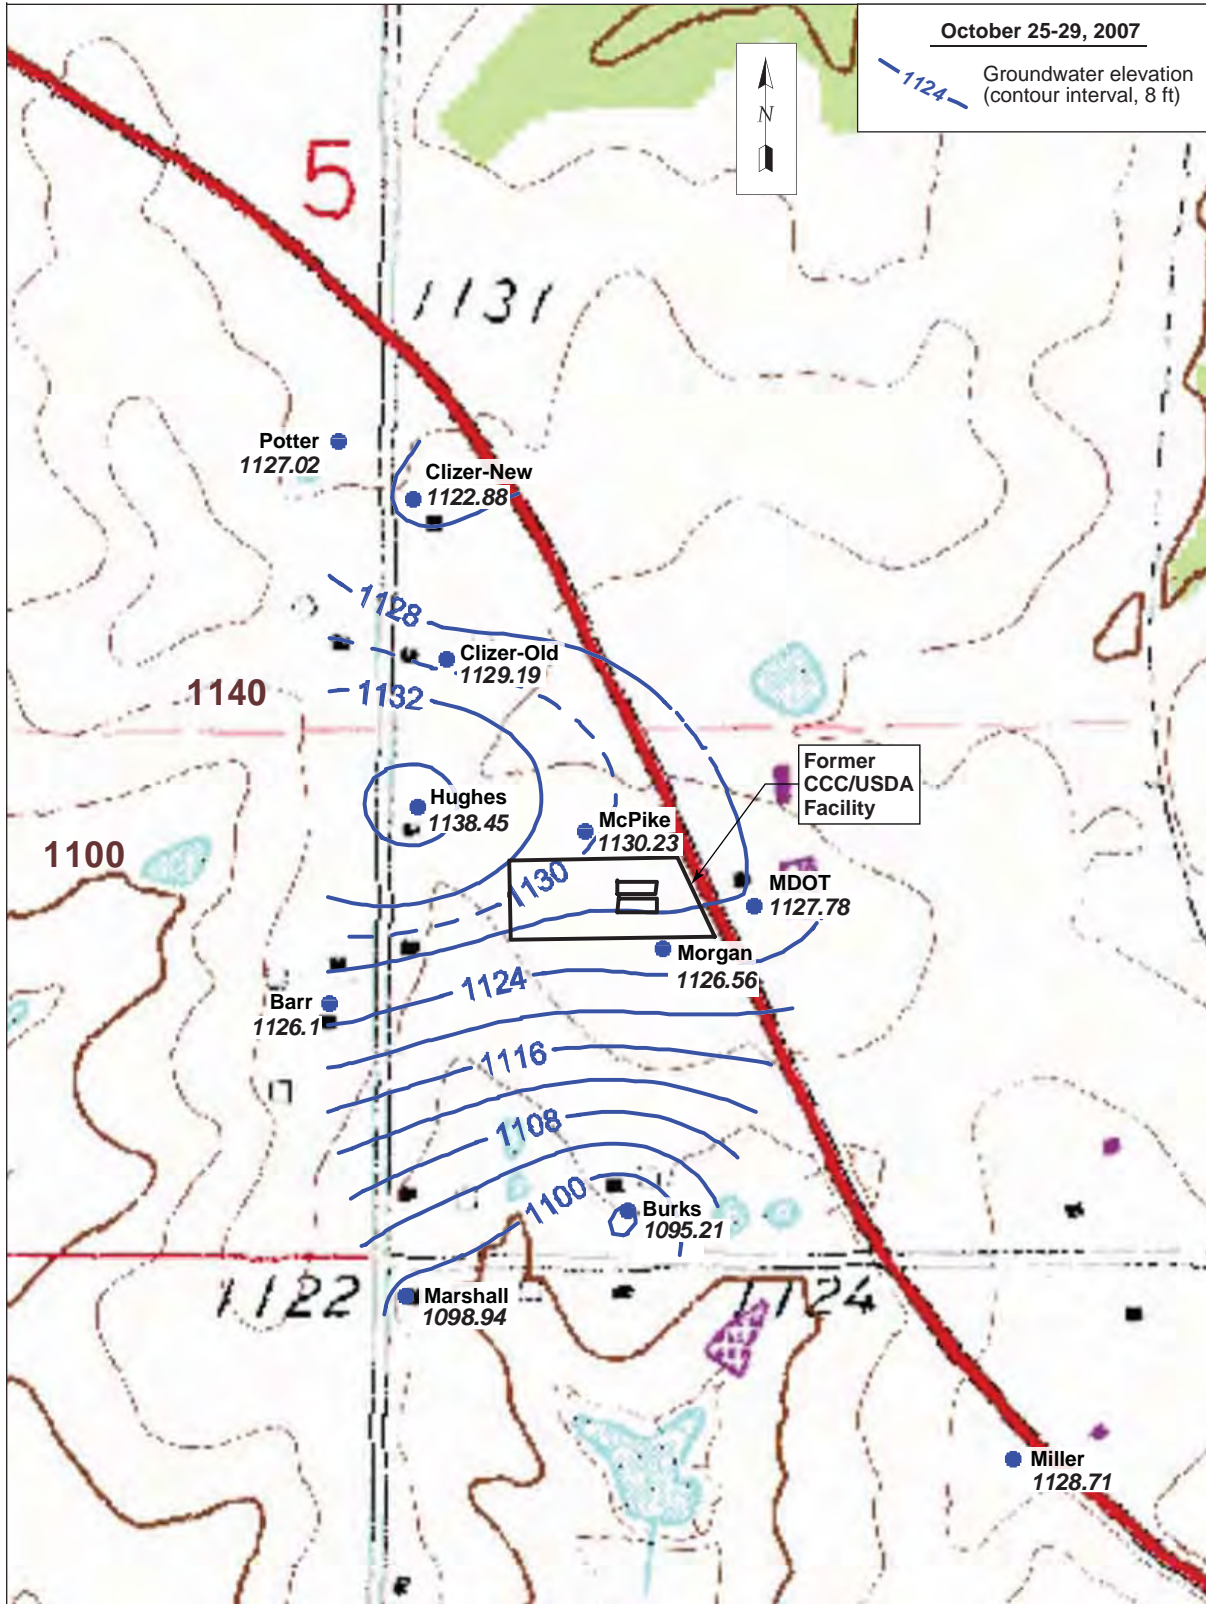 October 25-29, 2007
1124
Groundwater elevation
(contour interval, 8 ft)
N
5
1131
Potter
1127.02
Clizer-New
1122.88
1128
Clizer-Old
1129.19
1140
1132
Former
CCC/USDA
Facility
Hughes
1138.45
McPike
1130.23
1100
1130
MDOT
1127.78
Morgan
1126.56
1124
Barr
1126.1
1116
1108
1100
Burks
1095.21
1122
Marshall
1098.94
1124
Miller
1128.71